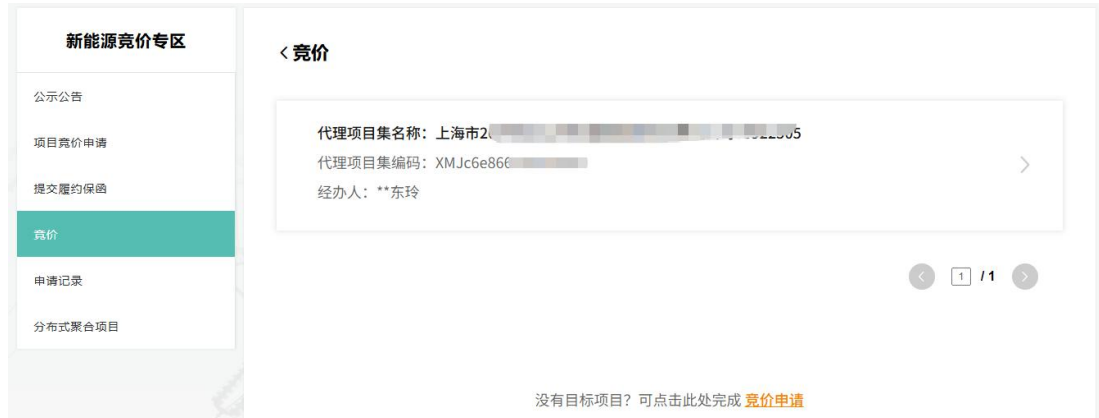 新能源竞价专区
公示公告
项目竞价申请
提交履约保函
竞价
申请记录
分布式聚合项目
<竞价
代理项目集名称：上海市2
代理项目集编码：XMJc6e866
经办人：**东玲
1 / 1
没有目标项目？可点击此处完成 竞价申请